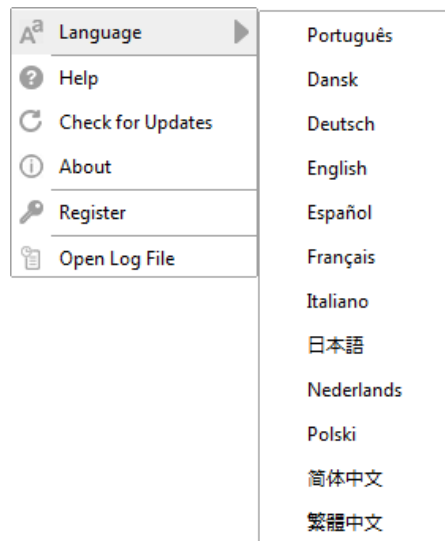 Aa Language
Help
Check for Updates
About
Register
Open Log File
Português
Dansk
Deutsch
English
Español
Français
Italiano
日本語
Nederlands
Polski
简体中文
繁體中文